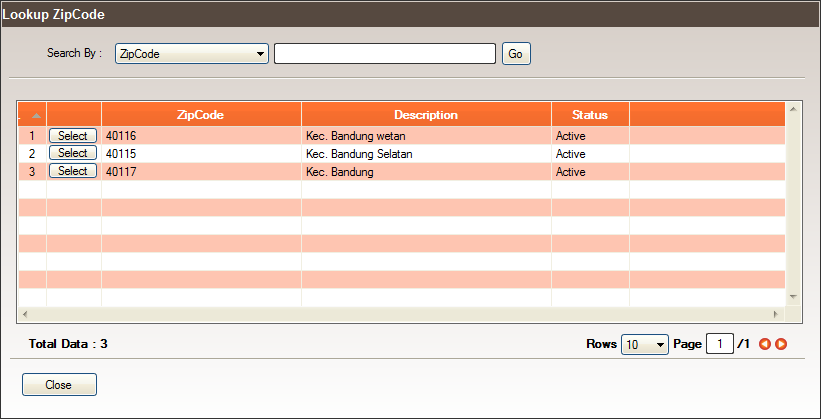 Lookup ZipCode
Search By : ZipCode Go
ZipCode Description Status
1 Select 40116 Kec. Bandung wetan Active
2 Select 40115 Kec. Bandung Selatan Active
3 Select 40117 Kec. Bandung Active
Total Data : 3 Rows 10 Page 1 /1
Close